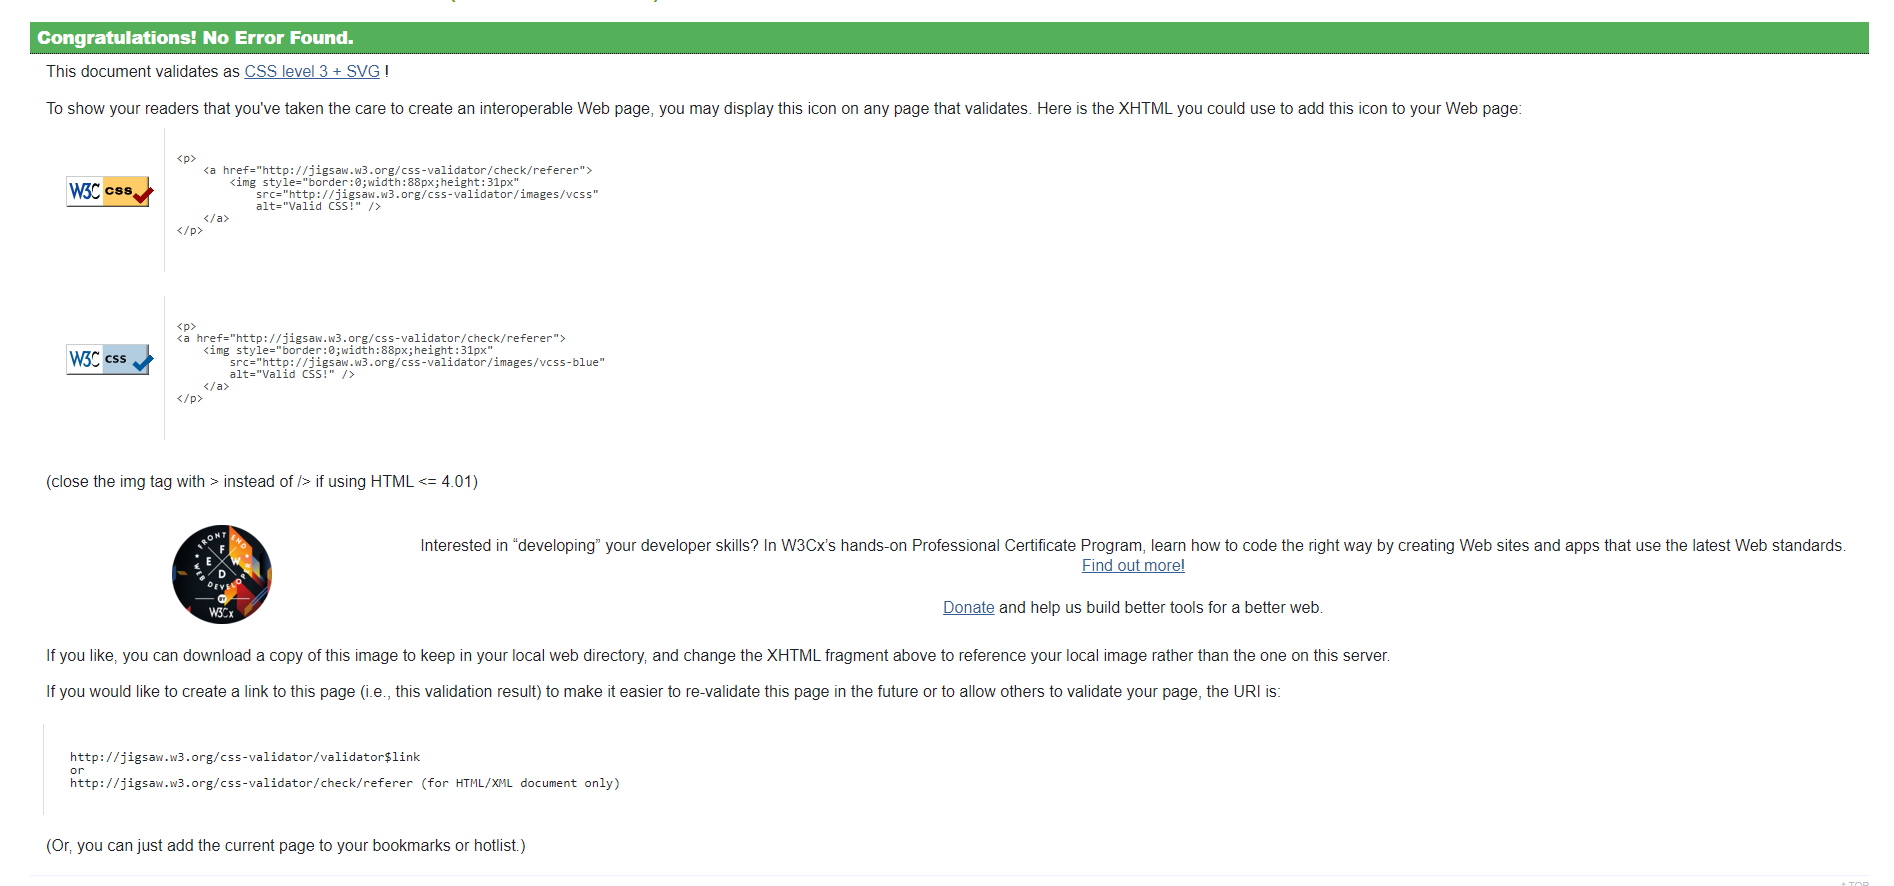 Congratulations! No Error Found.
This document validates as CSS level 3 + SVG !
To show your readers that you've taken the care to create an interoperable Web page, you may display this icon on any page that validates. Here is the XHTML you could use to add this icon to your Web page:
W3C css
<p>
<a href="http://jigsaw.w3.org/css-validator/check/referer">
<img style="border:0;width:88px;height:31px"
src="http://jigsaw.w3.org/css-validator/images/vcss"
alt="Valid CSS!" />
</a>
</p>
W3C css
<p>
<a href="http://jigsaw.w3.org/css-validator/check/referer">
<img style="border:0;width:88px;height:31px"
src="http://jigsaw.w3.org/css-validator/images/vcss-blue"
alt="Valid CSS!" />
</a>
</p>
(close the img tag with > instead of /> if using HTML <= 4.01)
FRONT END
WEB DEVELOPER
F
E W
D
BY
W3Cx
Interested in “developing” your developer skills? In W3Cx’s hands-on Professional Certificate Program, learn how to code the right way by creating Web sites and apps that use the latest Web standards.
Find out more!
Donate and help us build better tools for a better web.
If you like, you can download a copy of this image to keep in your local web directory, and change the XHTML fragment above to reference your local image rather than the one on this server.
If you would like to create a link to this page (i.e., this validation result) to make it easier to re-validate this page in the future or to allow others to validate your page, the URI is:
http://jigsaw.w3.org/css-validator/validator$link
or
http://jigsaw.w3.org/css-validator/check/referer (for HTML/XML document only)
(Or, you can just add the current page to your bookmarks or hotlist.)